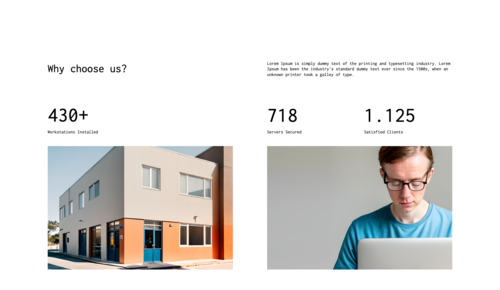 Why choose us?
Lorem Ipsum is simply dummy text of the printing and typesetting industry. Lorem
Ipsum has been the industry's standard dummy text ever since the 1500s, when an
unknown printer took a galley of type.
430+
Workstations Installed
718
Servers Secured
1.125
Satisfied Clients